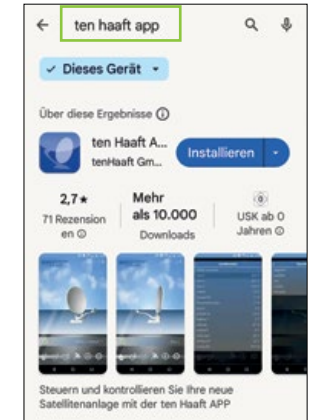 ten haaft app
Dieses Gerät
Über diese Ergebnisse
ten Haaft A...
tenHaaft Gm...
Installieren
2,7★
71 Rezension
en
Mehr
als 10.000
Downloads
USK ab 0
Jahren
Steuern und kontrollieren Sie Ihre neue
Satellitenanlage mit der ten Haaft APP